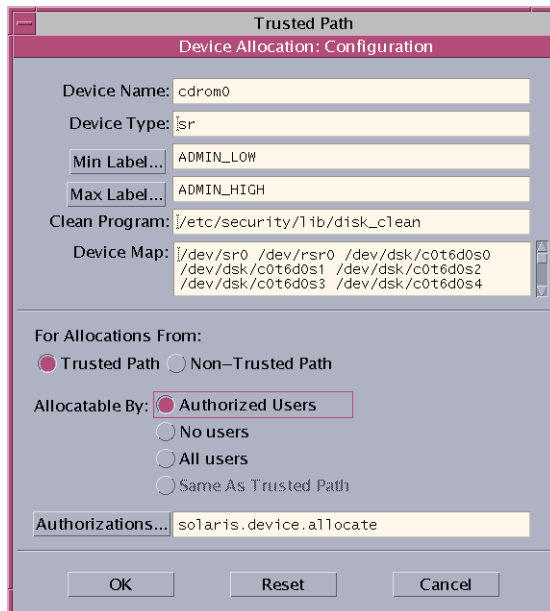 Trusted Path
Device Allocation: Configuration
Device Name: cdrom0
Device Type: sr
Min Label... ADMIN_LOW
Max Label... ADMIN_HIGH
Clean Program: /etc/security/lib/disk_clean
Device Map: /dev/sr0 /dev/rsr0 /dev/dsk/c0t6d0s0
/dev/dsk/c0t6d0s1 /dev/dsk/c0t6d0s2
/dev/dsk/c0t6d0s3 /dev/dsk/c0t6d0s4
For Allocations From:
Trusted Path Non-Trusted Path
Allocatable By: Authorized Users
No users
All users
Same As Trusted Path
Authorizations... solaris.device.allocate
OK Reset Cancel